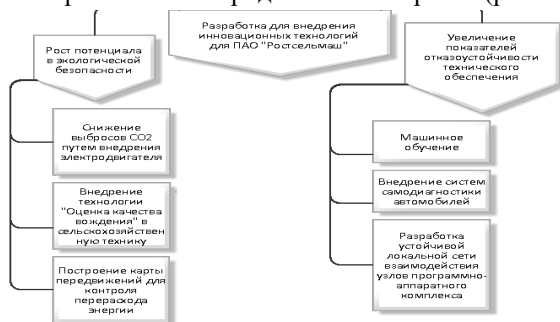 Разработка для внедрения
инновационных технологий
для ПАО "Ростсельмаш"
Рост потенциала
в экологической
безопасности
Снижение
выбросов СО2
путем внедрения
электродвигателя
Внедрение
технологии
"Оценка качества
вождения" в
сельскохозяйствен
ную технику
Построение карты
передвижений для
контроля
перерасхода
энергии
Увеличение
показателей
отказоустойчивости
технического
обеспечения
Машинное
обучение
Внедрение систем
самодиагностики
автомобилей
Разработка
устойчивой
локальной сети
взаимодействия
узлов программно-
аппаратного
комплекса